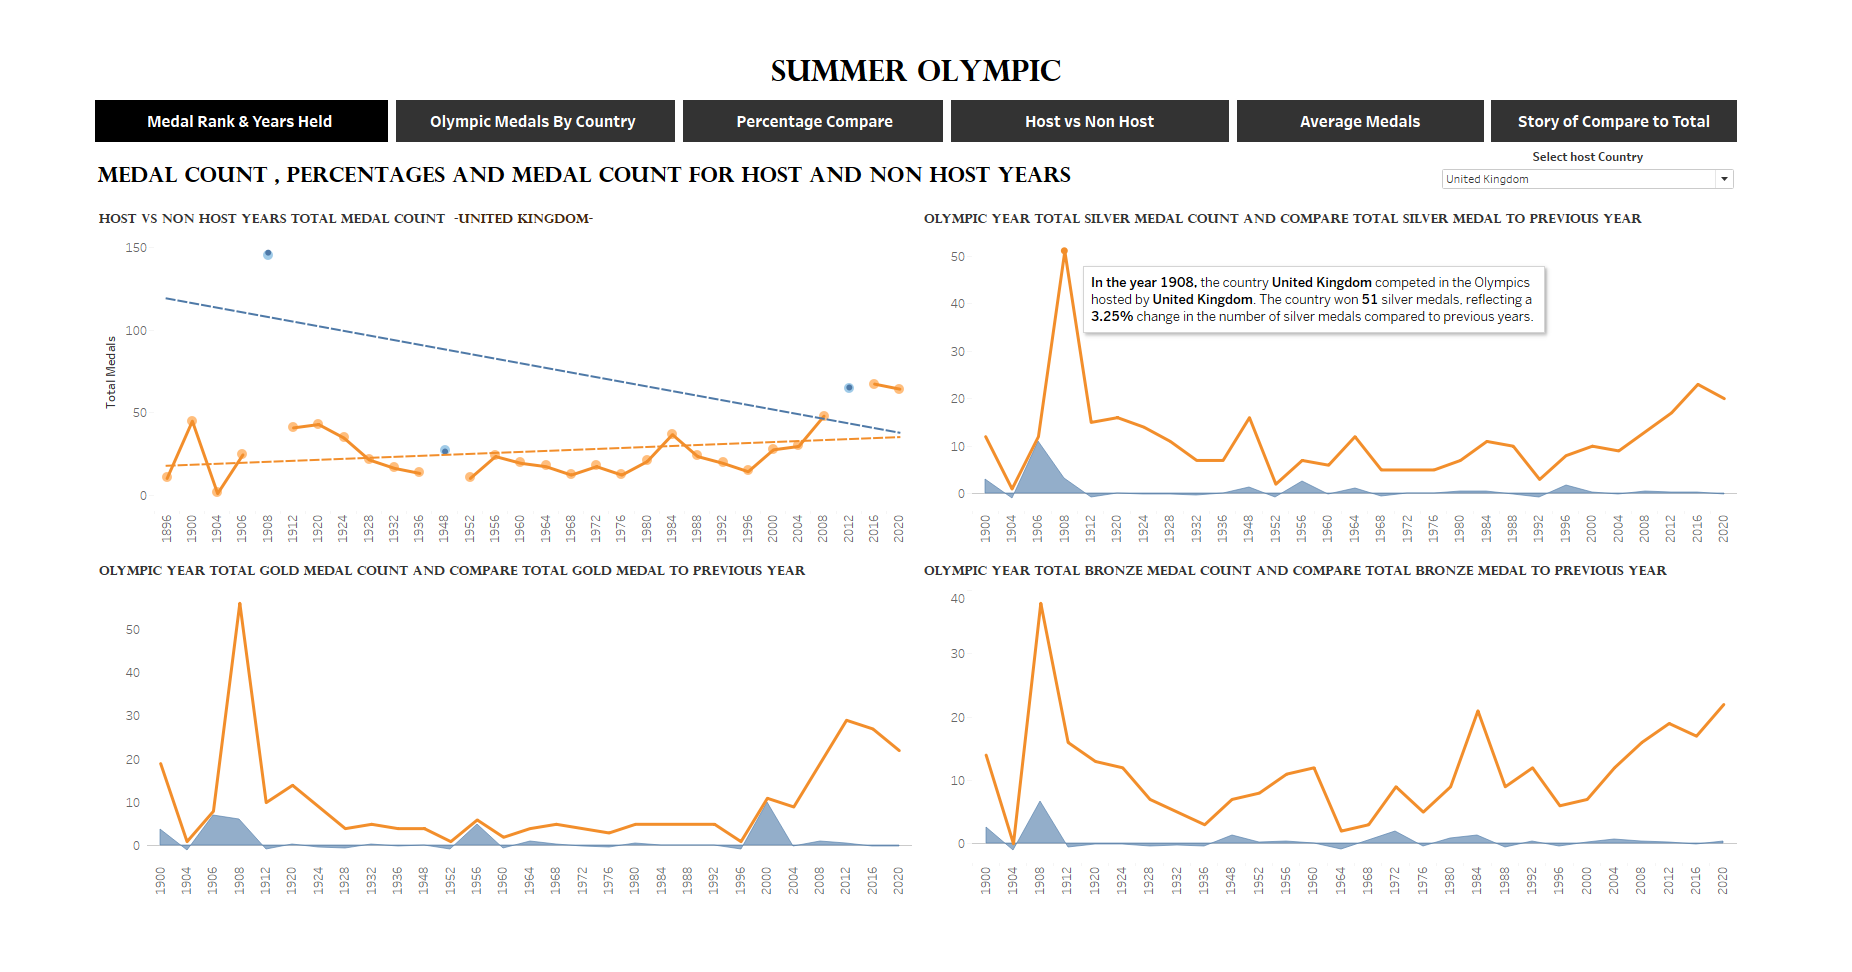 SUMMER OLYMPIC
Medal Rank & Years Held
Olympic Medals By Country
Percentage Compare
Host vs Non Host
Average Medals
Story of Compare to Total
MEDAL COUNT , PERCENTAGES AND MEDAL COUNT FOR HOST AND NON HOST YEARS
Select host Country
United Kingdom
HOST VS NON HOST YEARS TOTAL MEDAL COUNT -UNITED KINGDOM-
Total Medals
150
100
50
0
1896 1900 1904 1906 1908 1912 1920 1924 1928 1932 1936 1948 1952 1956 1960 1964 1968 1972 1976 1980 1984 1988 1992 1996 2000 2004 2008 2012 2016 2020
OLYMPIC YEAR TOTAL SILVER MEDAL COUNT AND COMPARE TOTAL SILVER MEDAL TO PREVIOUS YEAR
50
40
30
20
10
0
In the year 1908, the country United Kingdom competed in the Olympics
hosted by United Kingdom. The country won 51 silver medals, reflecting a
3.25% change in the number of silver medals compared to previous years.
1900 1904 1906 1908 1912 1920 1924 1928 1932 1936 1948 1952 1956 1960 1964 1968 1972 1976 1980 1984 1988 1992 1996 2000 2004 2008 2012 2016 2020
OLYMPIC YEAR TOTAL GOLD MEDAL COUNT AND COMPARE TOTAL GOLD MEDAL TO PREVIOUS YEAR
50
40
30
20
10
0
1900 1904 1906 1908 1912 1920 1924 1928 1932 1936 1948 1952 1956 1960 1964 1968 1972 1976 1980 1984 1988 1992 1996 2000 2004 2008 2012 2016 2020
OLYMPIC YEAR TOTAL BRONZE MEDAL COUNT AND COMPARE TOTAL BRONZE MEDAL TO PREVIOUS YEAR
40
30
20
10
0
1900 1904 1908 1912 1920 1924 1928 1932 1936 1948 1952 1956 1960 1964 1968 1972 1976 1980 1984 1988 1992 1996 2000 2004 2008 2012 2016 2020